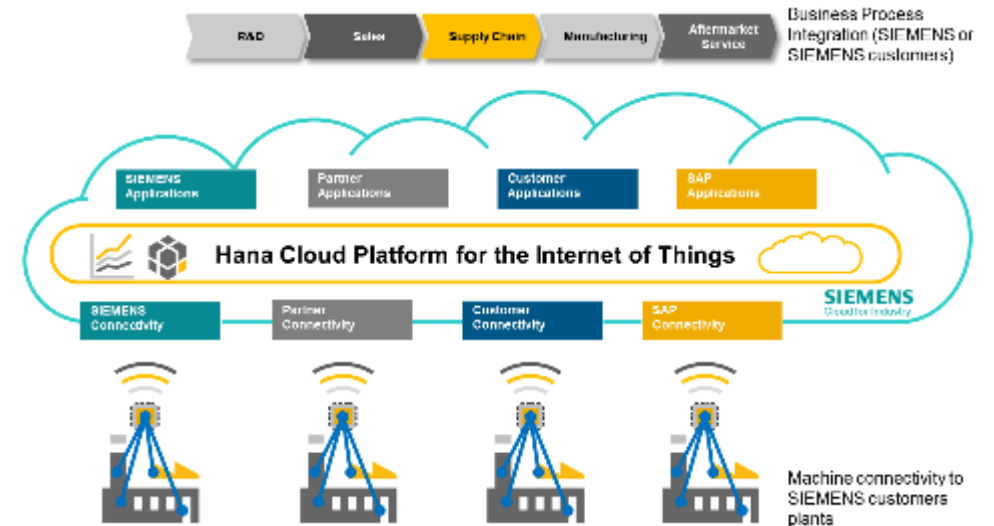 R&D
Sales
Supply Chain
Manufacturing
Aftermarket
Service
Business Process
Integration (SIEMENS or
SIEMENS customers)
SIEMENS
Applications
Partner
Applications
Customer
Applications
SAP
Applications
Hana Cloud Platform for the Internet of Things
SIEMENS
Connectivity
Partner
Connectivity
Customer
Connectivity
SAP
Connectivity
SIEMENS
Cloud for Industry
Machine connectivity to
SIEMENS customers
plants